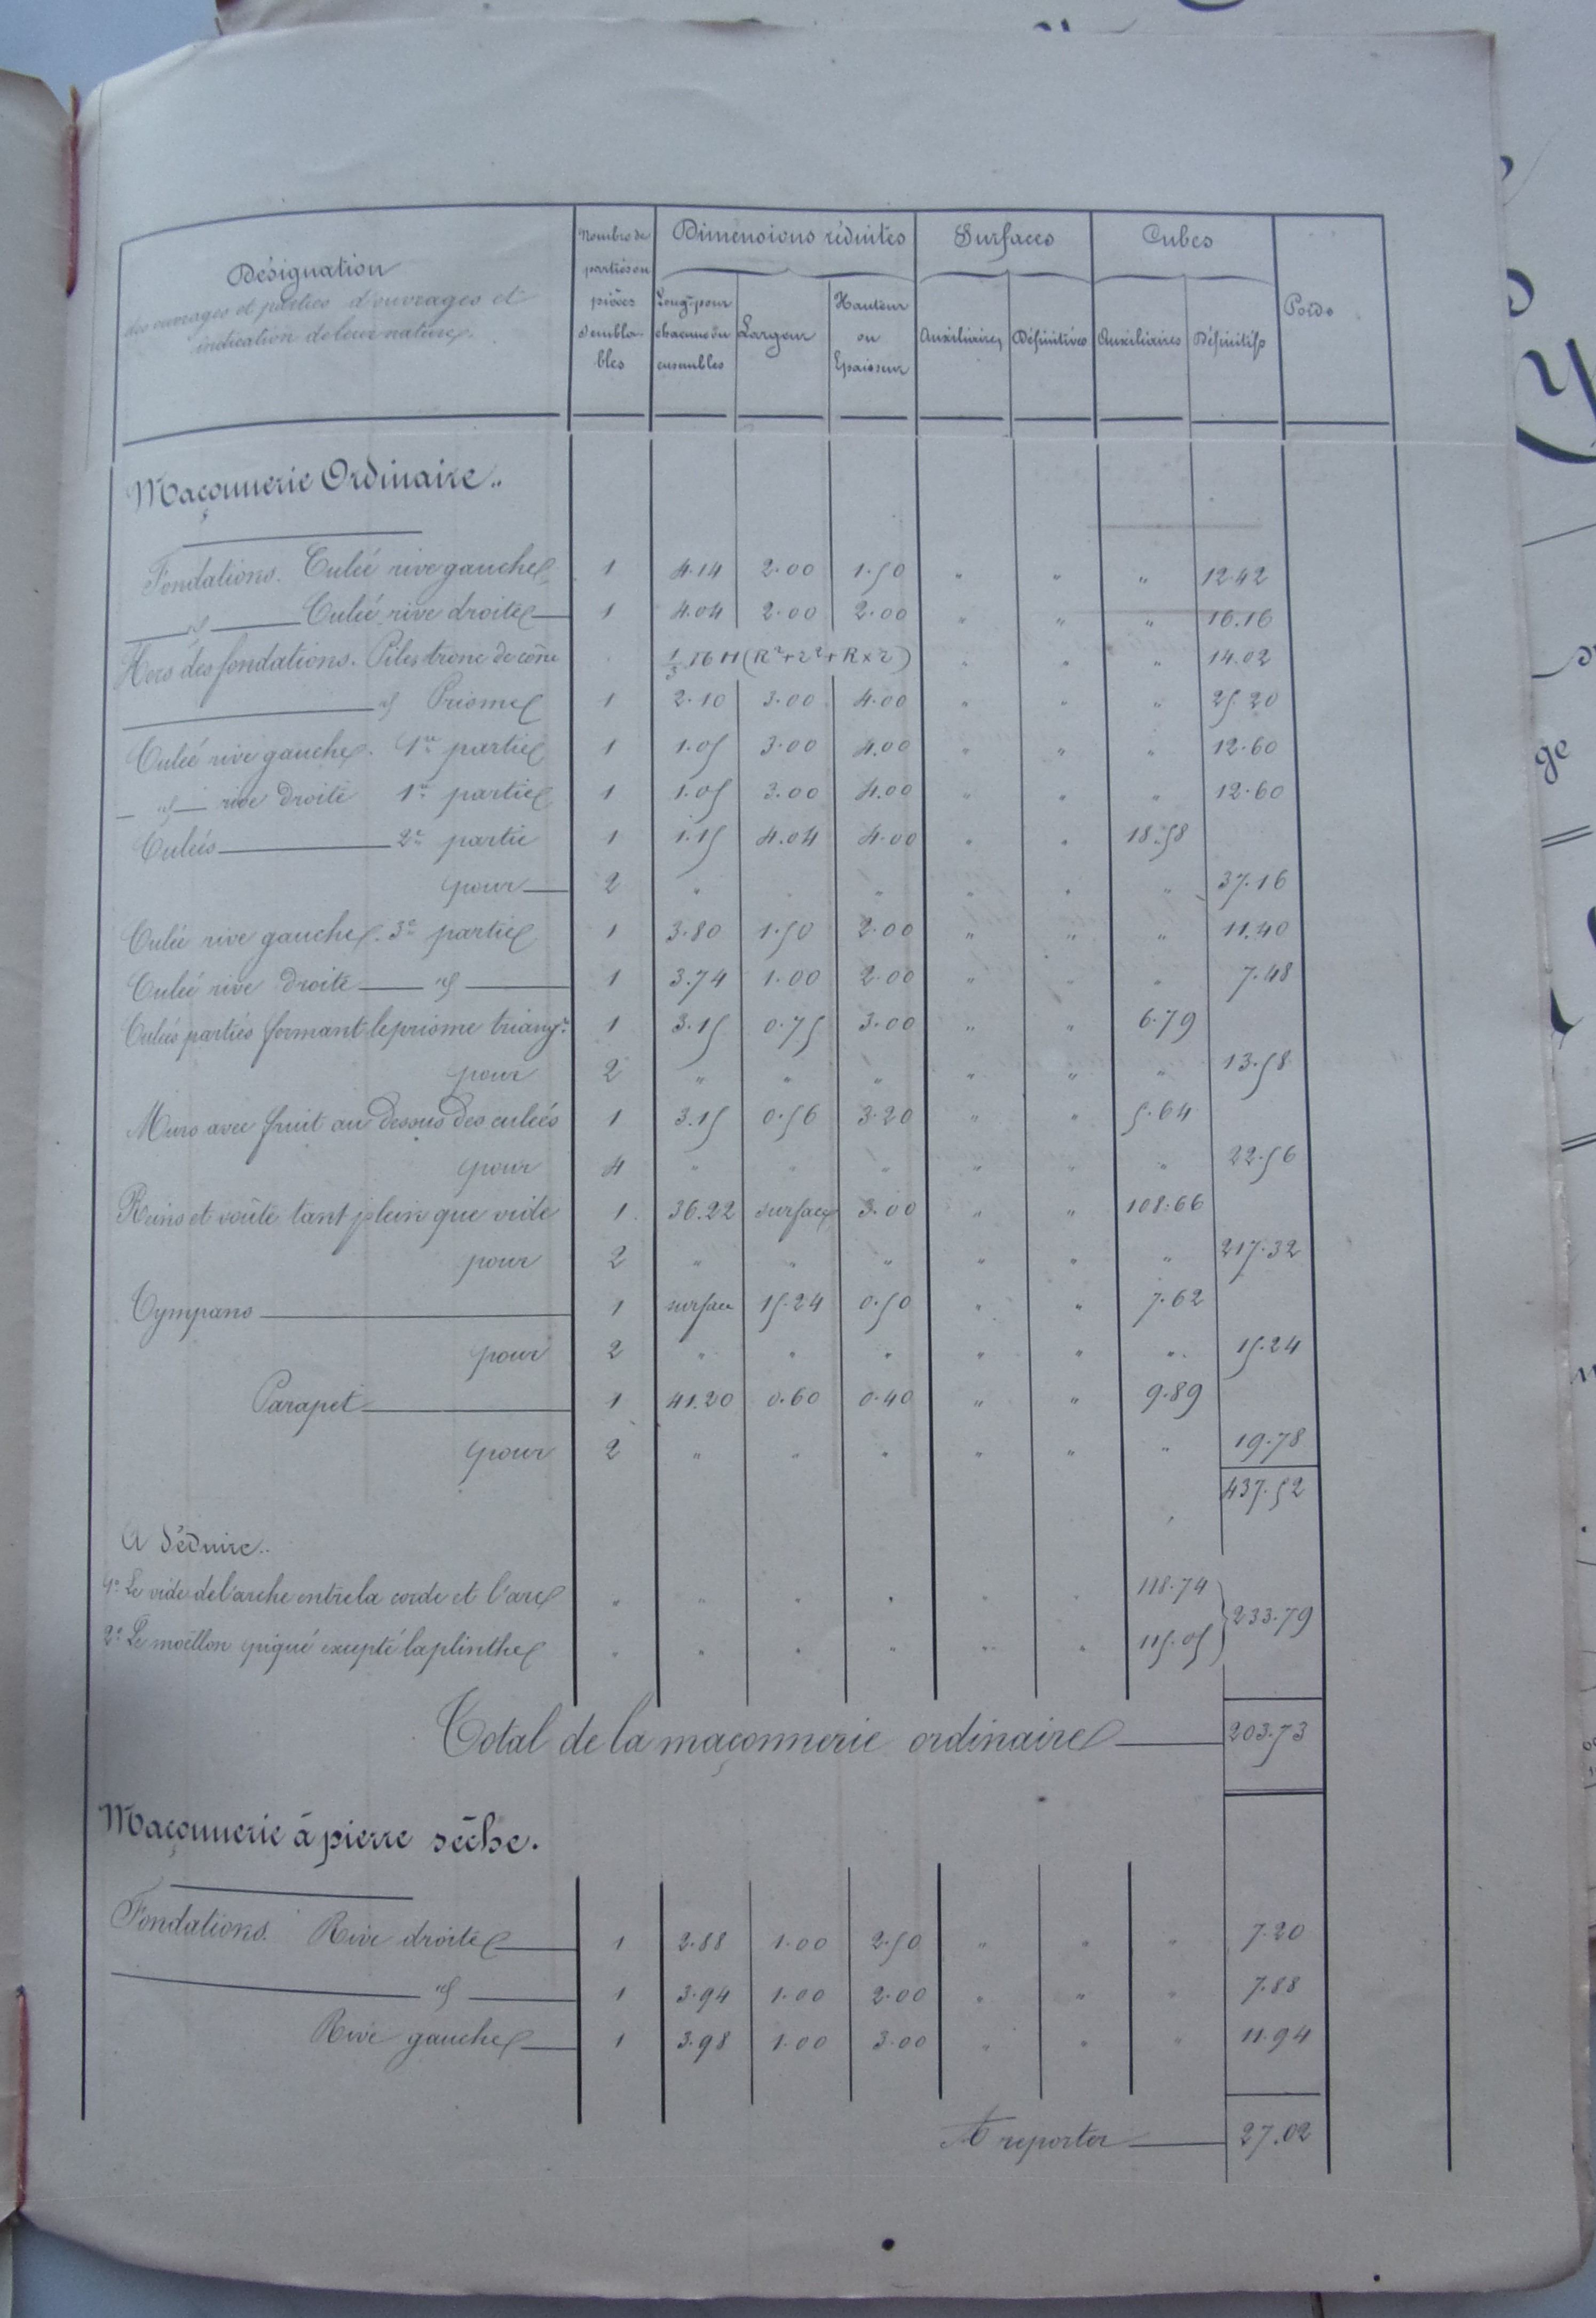 Désignation
des ouvrages et parties d'ouvrages et
indication de leur nature.
Nombre de
parties ou
pièces
sembla-
bles
Dimensions réduites
Longr pour
chacune ou
ensembles
Largeur
Hauteur
ou
Epaisseur
Surfaces
Auxiliaires
Définitives
Cubes
Auxiliaires
Définitifs
Poids
Maçonnerie Ordinaire..
Fondations. Culée rive gauche 1 4.14 2.00 1.50 " " " 12.42
id Culée rive droite 1 4.04 2.00 2.00 " " " 16.16
Hors des fondations. Piles tronc de cône " 1/3 π H (R²+r²+R×r) " " " 14.02
id Prisme 1 2.10 3.00 4.00 " " " 25.20
Culée rive gauche. 1re partie 1 1.05 3.00 4.00 " " " 12.60
id rive droite 1re partie 1 1.05 3.00 4.00 " " " 12.60
Culées 2e partie 1 1.15 4.04 4.00 " " 18.58
pour 2 " " " " " " 37.16
Culée rive gauche. 3e partie 1 3.80 1.50 2.00 " " " 11.40
Culée rive droite id 1 3.74 1.00 2.00 " " " 7.48
Culées parties formant le prisme triangre 1 3.15 0.75 3.00 " " 6.79
pour 2 " " " " " " 13.58
Murs avec fruit au dessus des culées 1 3.15 0.56 3.20 " " 5.64
pour 4 " " " " " " 22.56
Reins et voûte tant plein que vide 1 36.22 surface 3.00 " " 108.66
pour 2 " " " " " " 217.32
Tympans 1 surface 15.24 0.50 " " 7.62
pour 2 " " " " " " 15.24
Parapet 1 41.20 0.60 0.40 " " 9.89
pour 2 " " " " " " 19.78
437.52
A déduire..
1° Le vide de l'arche entre la corde et l'arc " " " " " " 118.74
2° Le moëllon piqué excepté la plinthe " " " " " " 115.05 } 233.79
Total de la maçonnerie ordinaire 203.73
Maçonnerie à pierre sèche.
Fondations. Rive droite 1 2.88 1.00 2.50 " " " 7.20
id 1 3.94 1.00 2.00 " " " 7.88
Rive gauche 1 3.98 1.00 3.00 " " " 11.94
A reporter 27.02